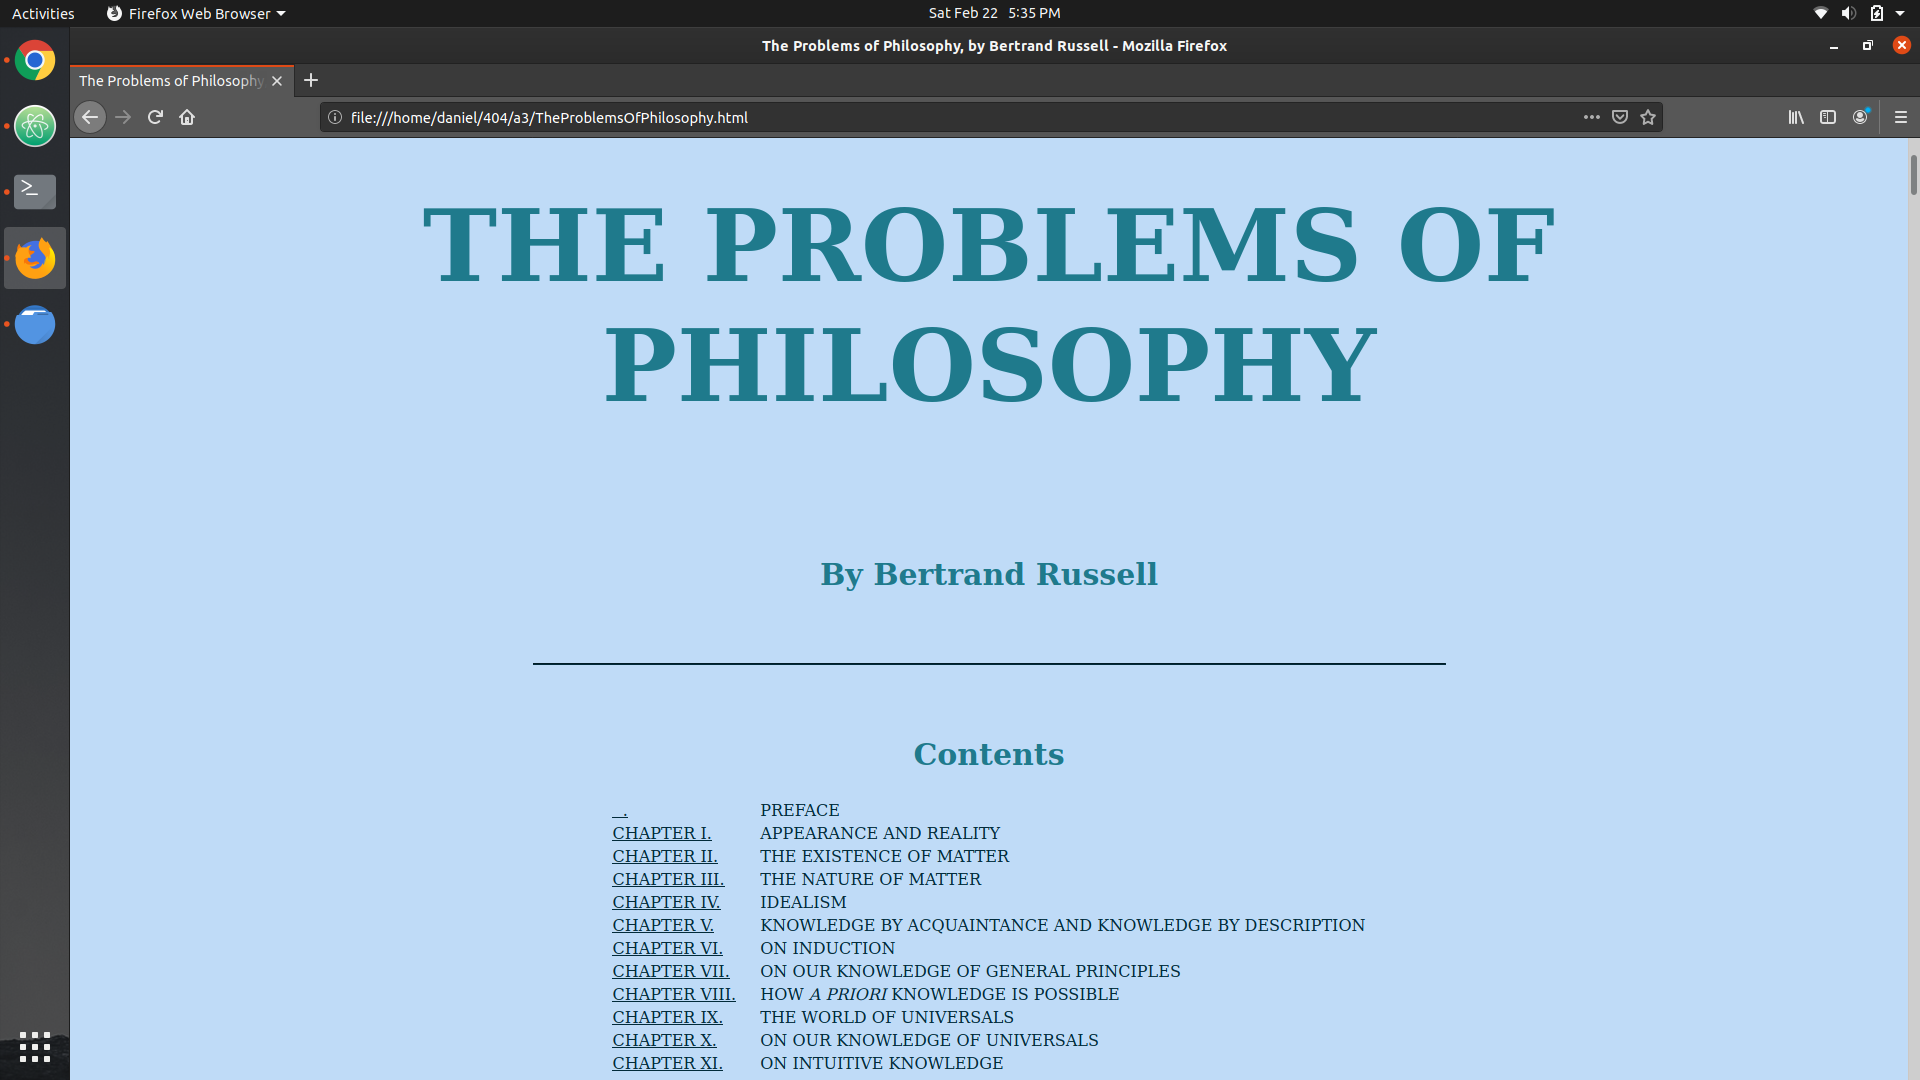 Activities Firefox Web Browser Sat Feb 22 5:35 PM
The Problems of Philosophy, by Bertrand Russell - Mozilla Firefox
The Problems of Philosophy
file:///home/daniel/404/a3/TheProblemsOfPhilosophy.html
THE PROBLEMS OF
PHILOSOPHY
By Bertrand Russell
Contents
. PREFACE
CHAPTER I. APPEARANCE AND REALITY
CHAPTER II. THE EXISTENCE OF MATTER
CHAPTER III. THE NATURE OF MATTER
CHAPTER IV. IDEALISM
CHAPTER V. KNOWLEDGE BY ACQUAINTANCE AND KNOWLEDGE BY DESCRIPTION
CHAPTER VI. ON INDUCTION
CHAPTER VII. ON OUR KNOWLEDGE OF GENERAL PRINCIPLES
CHAPTER VIII. HOW A PRIORI KNOWLEDGE IS POSSIBLE
CHAPTER IX. THE WORLD OF UNIVERSALS
CHAPTER X. ON OUR KNOWLEDGE OF UNIVERSALS
CHAPTER XI. ON INTUITIVE KNOWLEDGE